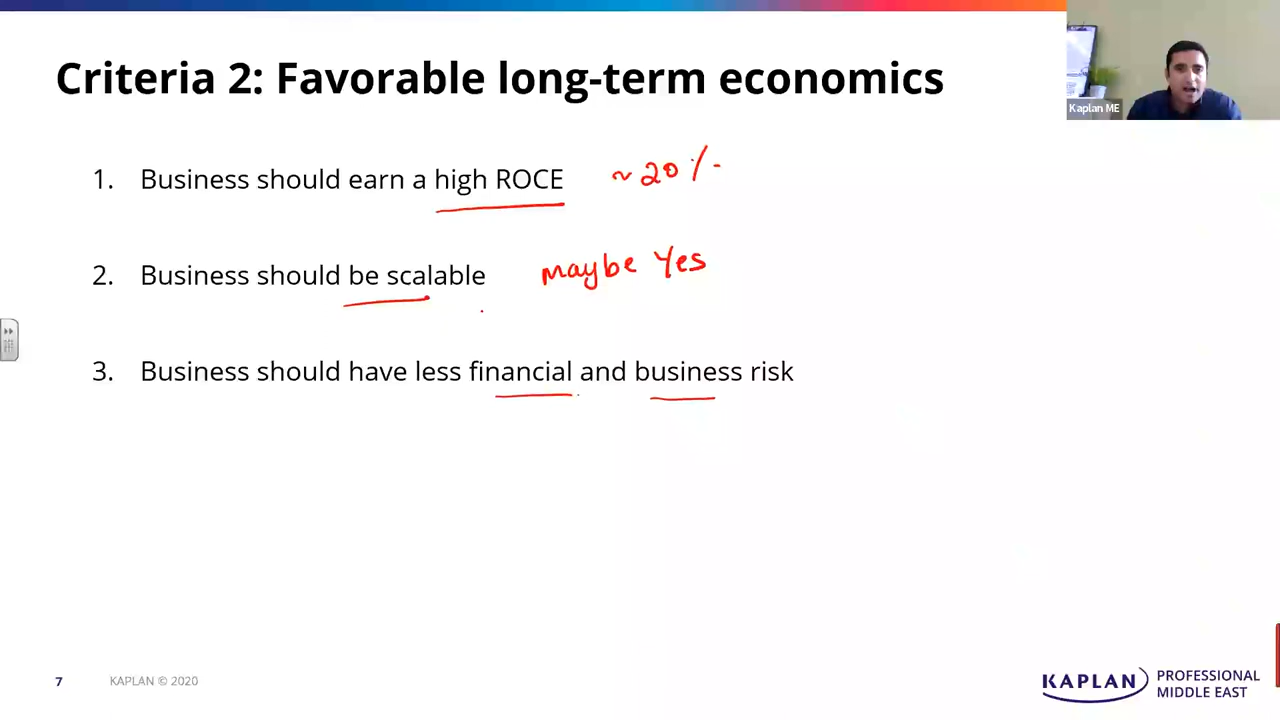 Criteria 2: Favorable long-term economics
Kaplan ME
1. Business should earn a high ROCE ~20%
2. Business should be scalable maybe Yes
3. Business should have less financial and business risk
7 KAPLAN © 2020
KAPLAN PROFESSIONAL
MIDDLE EAST